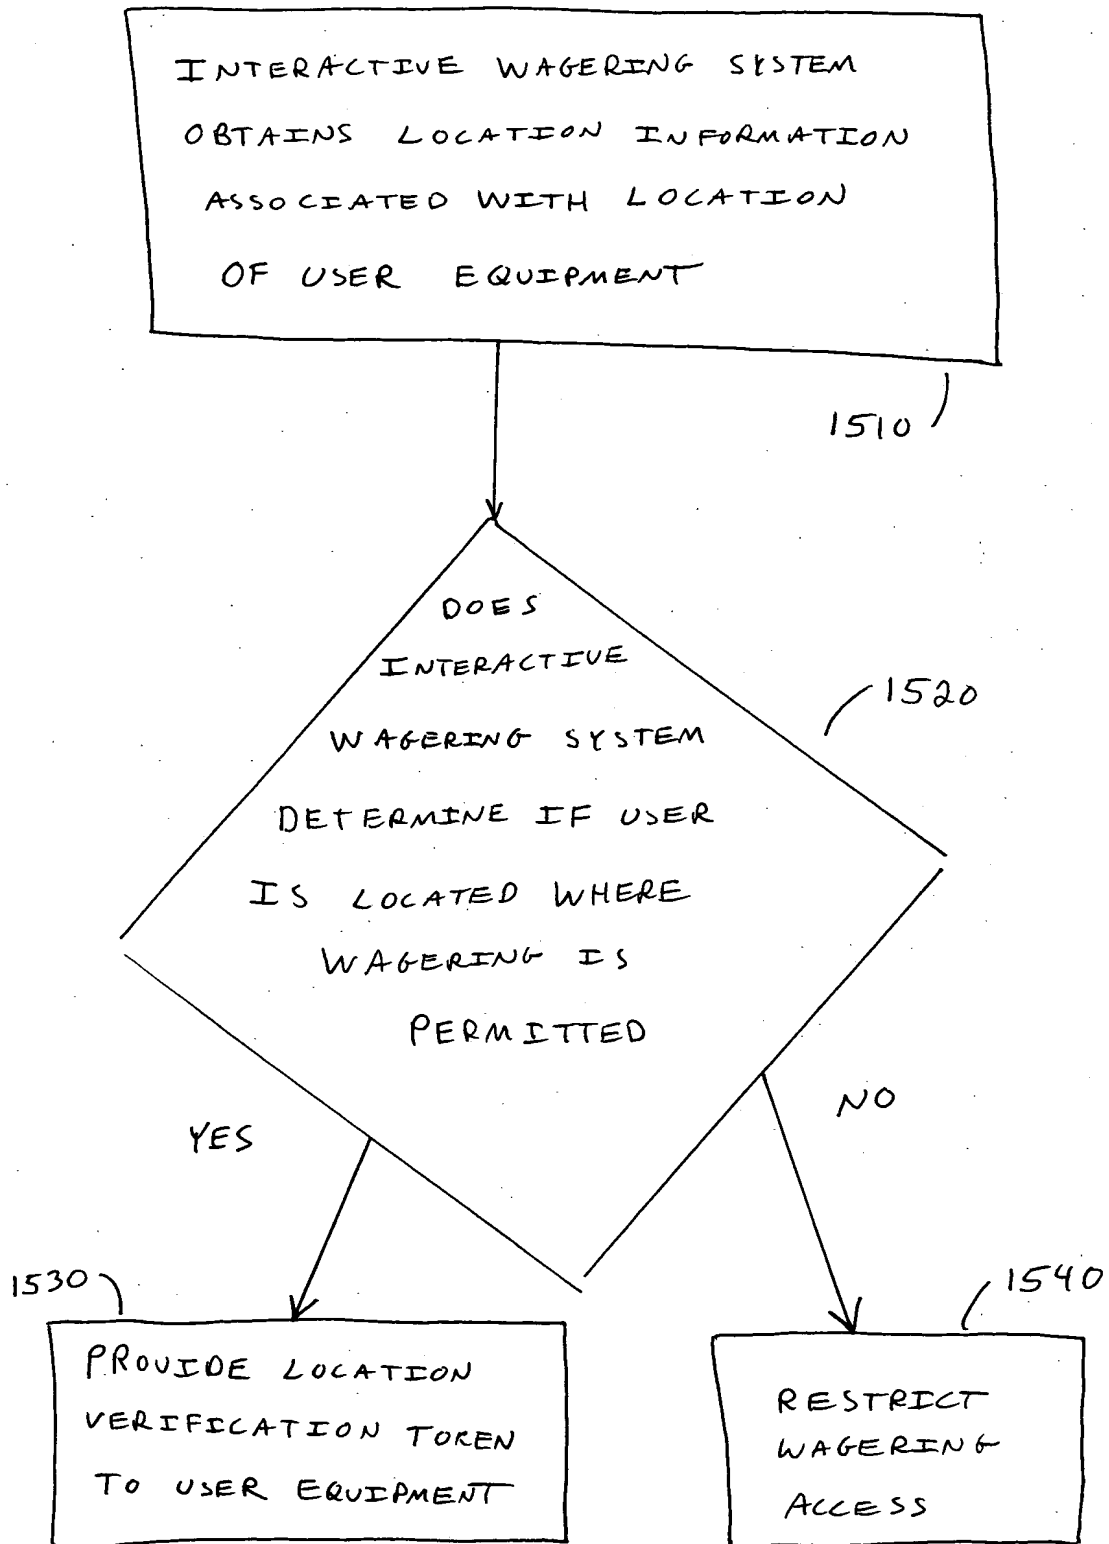 INTERACTIVE WAGERING SYSTEM
OBTAINS LOCATION INFORMATION
ASSOCIATED WITH LOCATION
OF USER EQUIPMENT
1510
DOES
INTERACTIVE
WAGERING SYSTEM
DETERMINE IF USER
IS LOCATED WHERE
WAGERING IS
PERMITTED
1520
YES
NO
1530
PROVIDE LOCATION
VERIFICATION TOKEN
TO USER EQUIPMENT
1540
RESTRICT
WAGERING
ACCESS